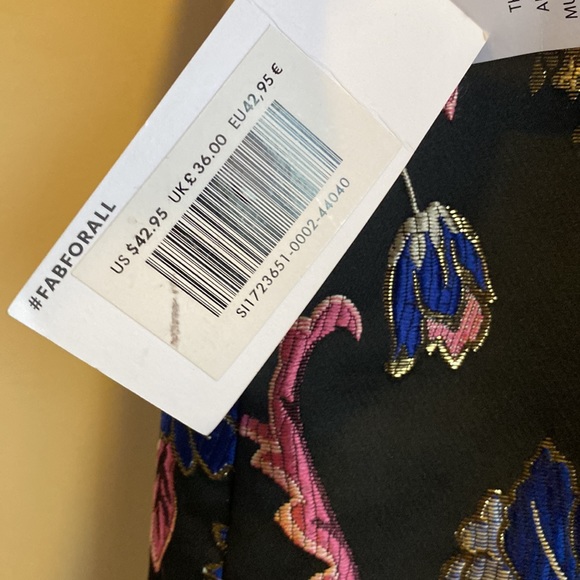 #FABFORALL
US $42.95 UK£36.00 EU42,95€
SI1723651-0002-44040